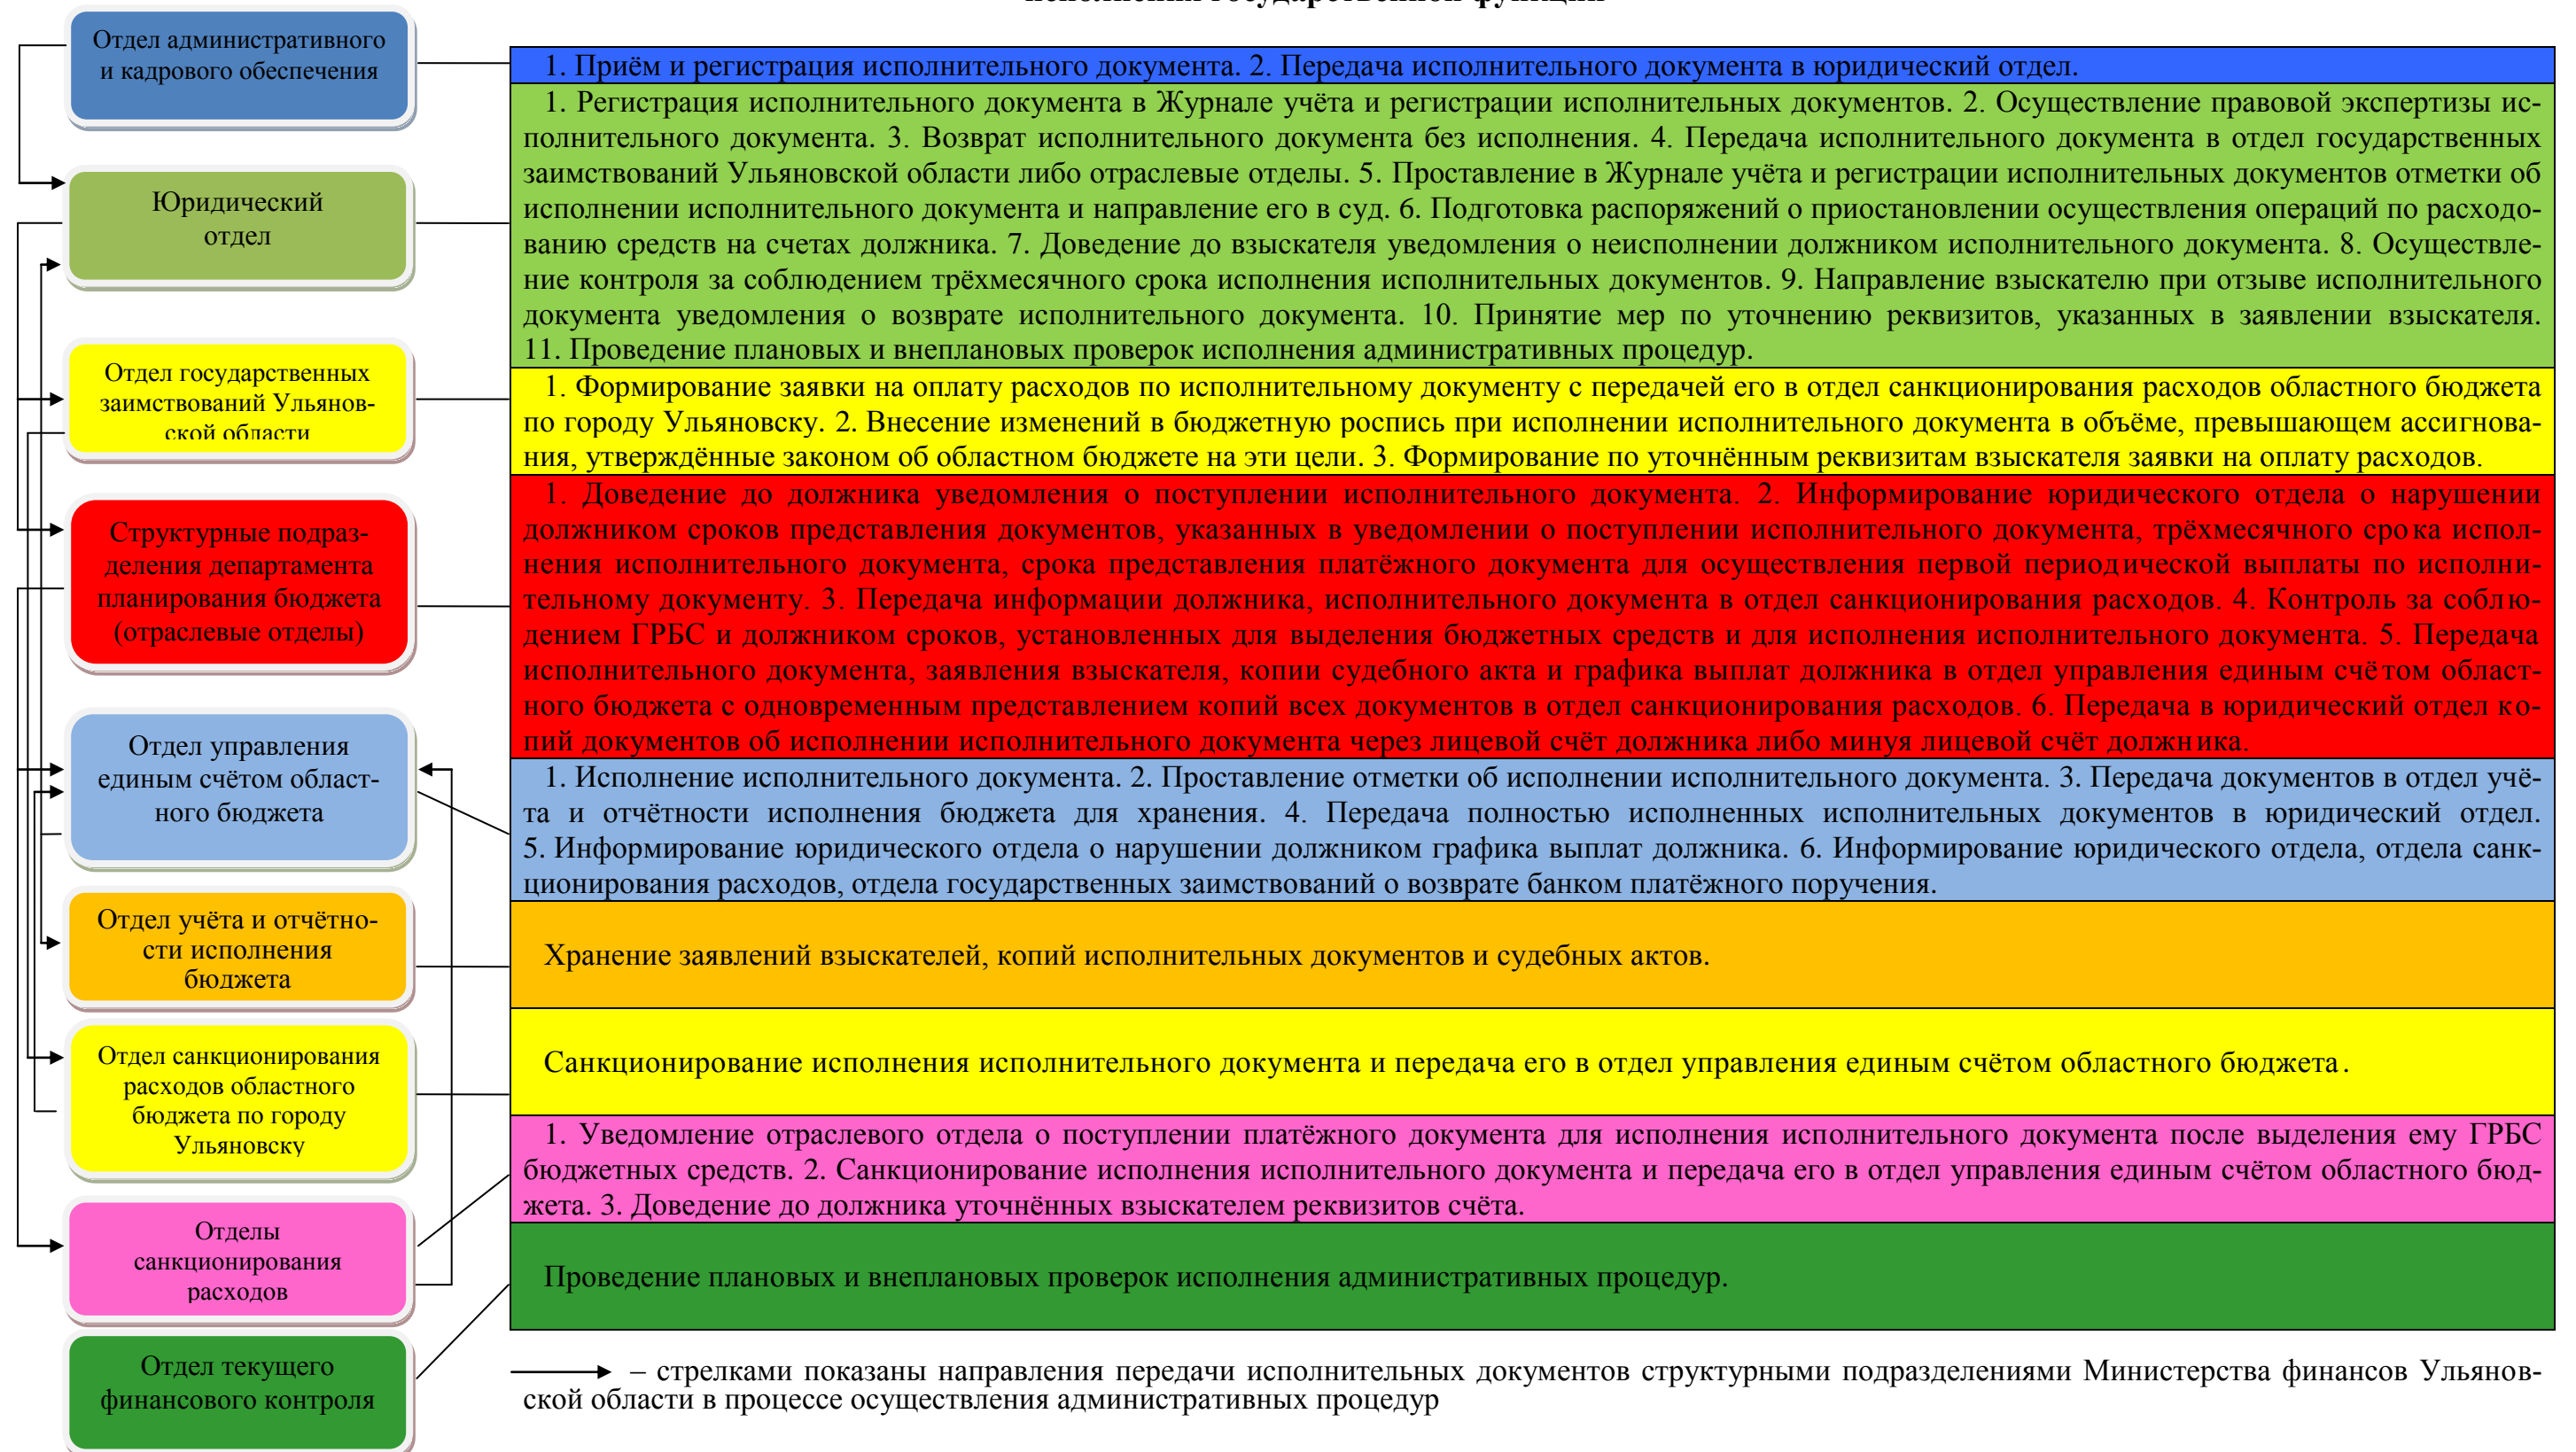 исполнения государственной функции
Отдел административного
и кадрового обеспечения
1. Приём и регистрация исполнительного документа. 2. Передача исполнительного документа в юридический отдел.
Юридический
отдел
1. Регистрация исполнительного документа в Журнале учёта и регистрации исполнительных документов. 2. Осуществление правовой экспертизы ис-
полнительного документа. 3. Возврат исполнительного документа без исполнения. 4. Передача исполнительного документа в отдел государственных
заимствований Ульяновской области либо отраслевые отделы. 5. Проставление в Журнале учёта и регистрации исполнительных документов отметки об
исполнении исполнительного документа и направление его в суд. 6. Подготовка распоряжений о приостановлении осуществления операций по расходо-
ванию средств на счетах должника. 7. Доведение до взыскателя уведомления о неисполнении должником исполнительного документа. 8. Осуществле-
ние контроля за соблюдением трёхмесячного срока исполнения исполнительных документов. 9. Направление взыскателю при отзыве исполнительного
документа уведомления о возврате исполнительного документа. 10. Принятие мер по уточнению реквизитов, указанных в заявлении взыскателя.
11. Проведение плановых и внеплановых проверок исполнения административных процедур.
Отдел государственных
заимствований Ульянов-
ской области
1. Формирование заявки на оплату расходов по исполнительному документу с передачей его в отдел санкционирования расходов областного бюджета
по городу Ульяновску. 2. Внесение изменений в бюджетную роспись при исполнении исполнительного документа в объёме, превышающем ассигнова-
ния, утверждённые законом об областном бюджете на эти цели. 3. Формирование по уточнённым реквизитам взыскателя заявки на оплату расходов.
Структурные подраз-
деления департамента
планирования бюджета
(отраслевые отделы)
1. Доведение до должника уведомления о поступлении исполнительного документа. 2. Информирование юридического отдела о нарушении
должником сроков представления документов, указанных в уведомлении о поступлении исполнительного документа, трёхмесячного срока испол-
нения исполнительного документа, срока представления платёжного документа для осуществления первой периодической выплаты по исполни-
тельному документу. 3. Передача информации должника, исполнительного документа в отдел санкционирования расходов. 4. Контроль за соблю-
дением ГРБС и должником сроков, установленных для выделения бюджетных средств и для исполнения исполнительного документа. 5. Передача
исполнительного документа, заявления взыскателя, копии судебного акта и графика выплат должника в отдел управления единым счётом област-
ного бюджета с одновременным представлением копий всех документов в отдел санкционирования расходов. 6. Передача в юридический отдел ко-
пий документов об исполнении исполнительного документа через лицевой счёт должника либо минуя лицевой счёт должника.
Отдел управления
единым счётом област-
ного бюджета
1. Исполнение исполнительного документа. 2. Проставление отметки об исполнении исполнительного документа. 3. Передача документов в отдел учё-
та и отчётности исполнения бюджета для хранения. 4. Передача полностью исполненных исполнительных документов в юридический отдел.
5. Информирование юридического отдела о нарушении должником графика выплат должника. 6. Информирование юридического отдела, отдела санк-
ционирования расходов, отдела государственных заимствований о возврате банком платёжного поручения.
Отдел учёта и отчётно-
сти исполнения
бюджета
Хранение заявлений взыскателей, копий исполнительных документов и судебных актов.
Отдел санкционирования
расходов областного
бюджета по городу
Ульяновску
Санкционирование исполнения исполнительного документа и передача его в отдел управления единым счётом областного бюджета.
Отделы
санкционирования
расходов
1. Уведомление отраслевого отдела о поступлении платёжного документа для исполнения исполнительного документа после выделения ему ГРБС
бюджетных средств. 2. Санкционирование исполнения исполнительного документа и передача его в отдел управления единым счётом областного бюд-
жета. 3. Доведение до должника уточнённых взыскателем реквизитов счёта.
Отдел текущего
финансового контроля
Проведение плановых и внеплановых проверок исполнения административных процедур.
– стрелками показаны направления передачи исполнительных документов структурными подразделениями Министерства финансов Ульянов-
ской области в процессе осуществления административных процедур